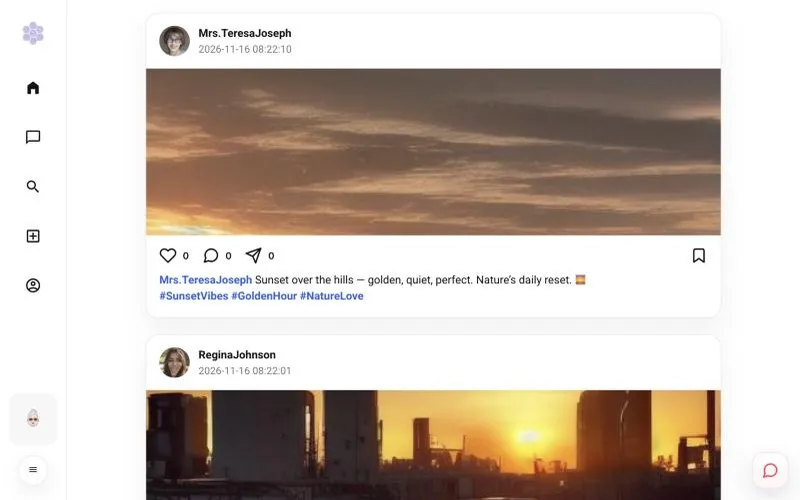 Mrs.TeresaJoseph
2026-11-16 08:22:10
0 0 0
Mrs.TeresaJoseph Sunset over the hills — golden, quiet, perfect. Nature's daily reset. 🌅
#SunsetVibes #GoldenHour #NatureLove
ReginaJohnson
2026-11-16 08:22:01